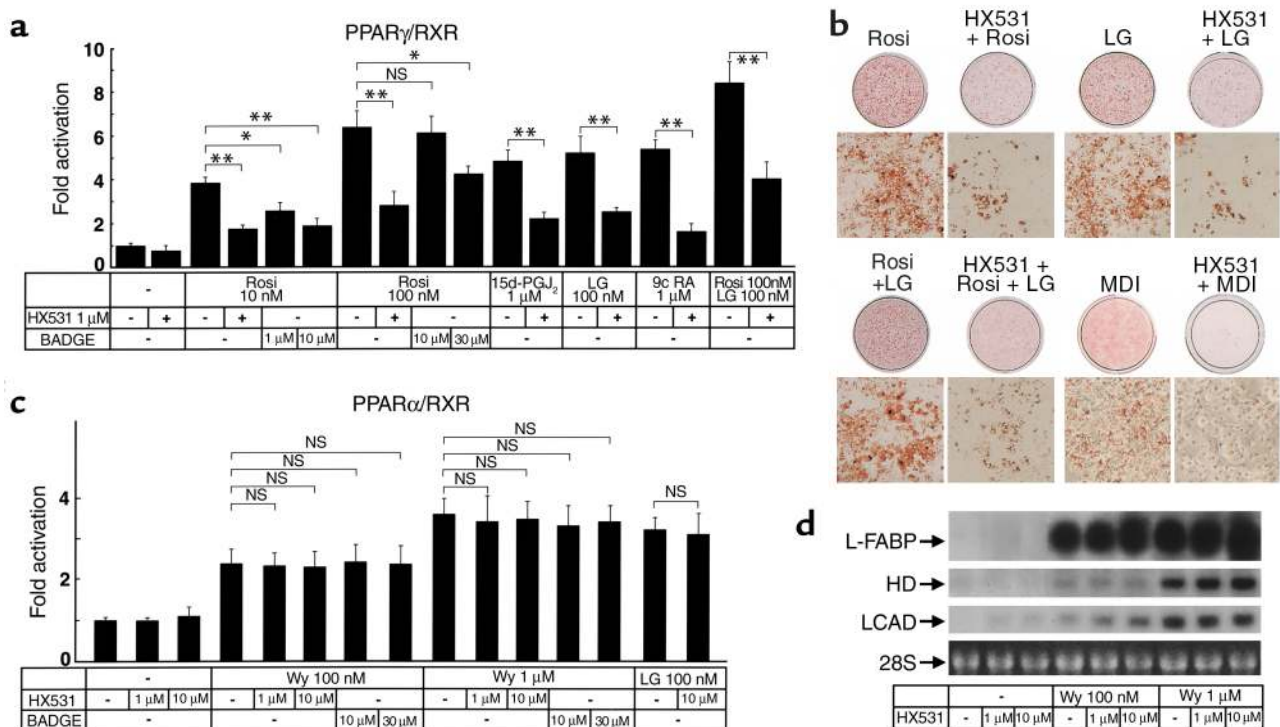 a
PPARγ/RXR
Fold activation
10
8
6
4
2
0
** * **
** NS *
** ** ** **
- Rosi 10 nM Rosi 100 nM 15d-PGJ₂ 1 μM LG 100 nM 9c RA 1 μM Rosi 100nM LG 100 nM
HX531 1 μM - + - + - - + - - + - + - + - +
BADGE - - 1 μM 10 μM - 10 μM 30 μM - - - -
b
Rosi HX531 + Rosi LG HX531 + LG
Rosi +LG HX531 + Rosi + LG MDI HX531 + MDI
c
PPARα/RXR
Fold activation
4
2
0
NS NS NS NS
NS NS NS NS
NS
- Wy 100 nM Wy 1 μM LG 100 nM
HX531 - 1 μM 10 μM - 1 μM 10 μM - - 1 μM 10 μM - - 10 μM
BADGE - - 10 μM 30 μM - 10 μM 30 μM -
d
L-FABP
HD
LCAD
28S
- Wy 100 nM Wy 1 μM
HX531 - 1 μM 10 μM - 1 μM 10 μM - 1 μM 10 μM